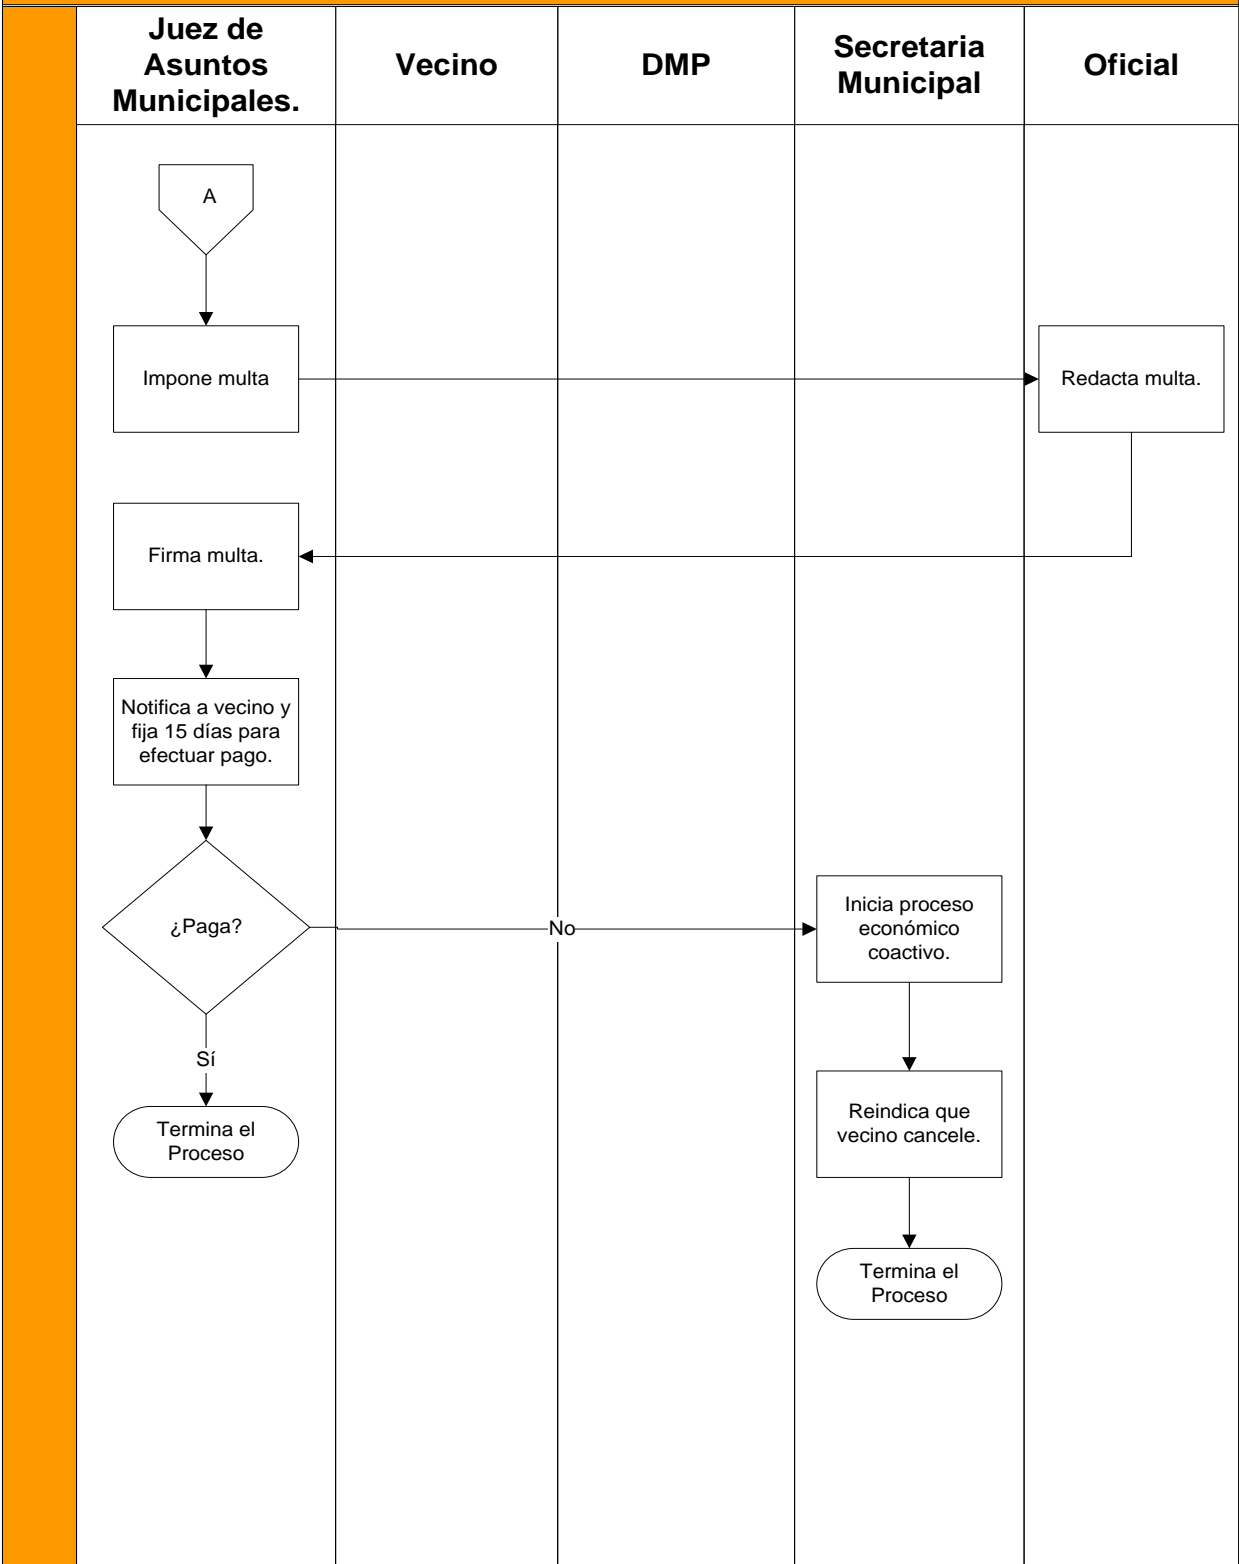 Juez de
Asuntos
Municipales.
Vecino
DMP
Secretaria
Municipal
Oficial
A
Impone multa
Redacta multa.
Firma multa.
Notifica a vecino y
fija 15 días para
efectuar pago.
¿Paga?
No
Inicia proceso
económico
coactivo.
Sí
Reindica que
vecino cancele.
Termina el
Proceso
Termina el
Proceso